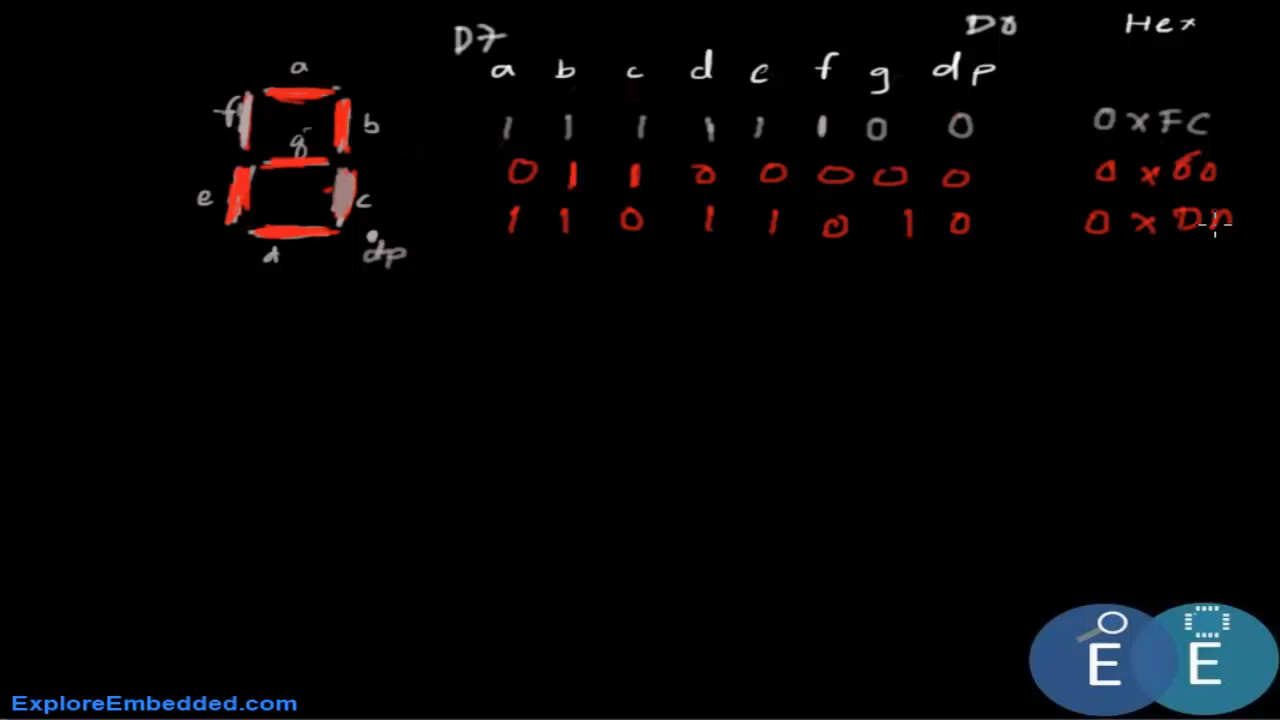 D7 D0 Hex
a b c d e f g dp
1 1 1 1 1 1 0 0 0xFC
0 1 1 0 0 0 0 0 0x60
1 1 0 1 1 0 1 0 0xD
a
f b
g
e c
d dp
E E
ExploreEmbedded.com